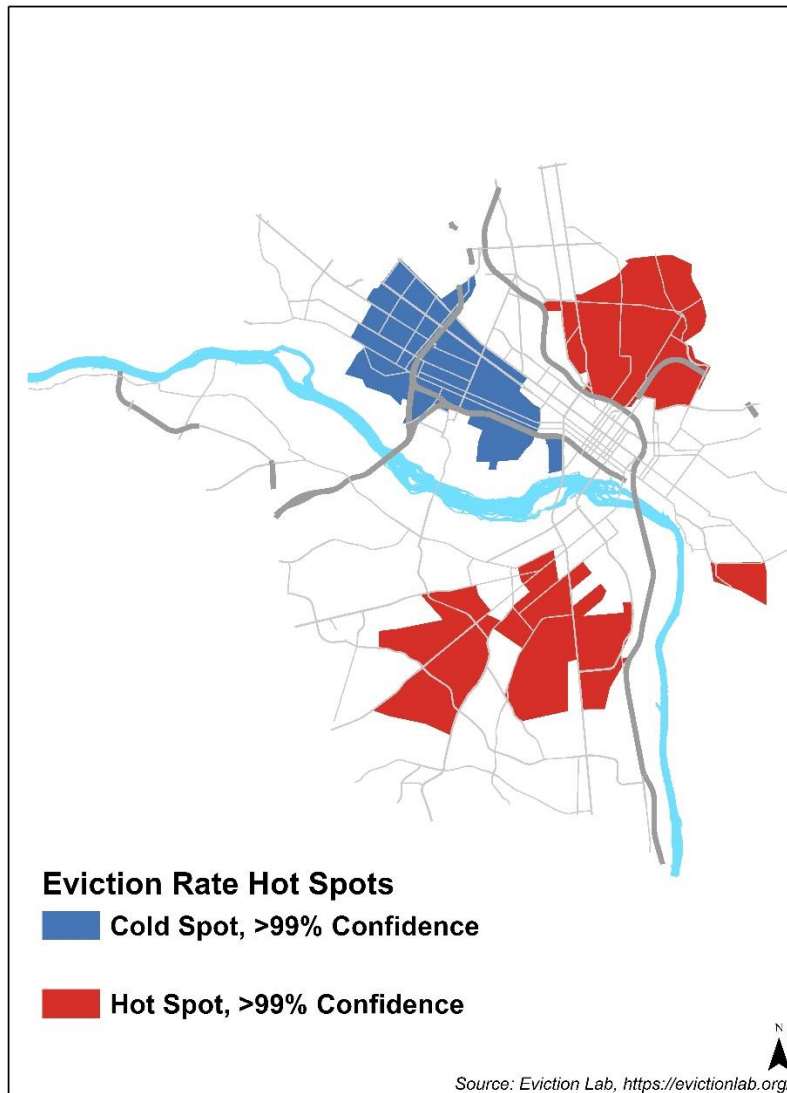 Eviction Rate Hot Spots
Cold Spot, >99% Confidence
Hot Spot, >99% Confidence
N
Source: Eviction Lab, https://evictionlab.org/